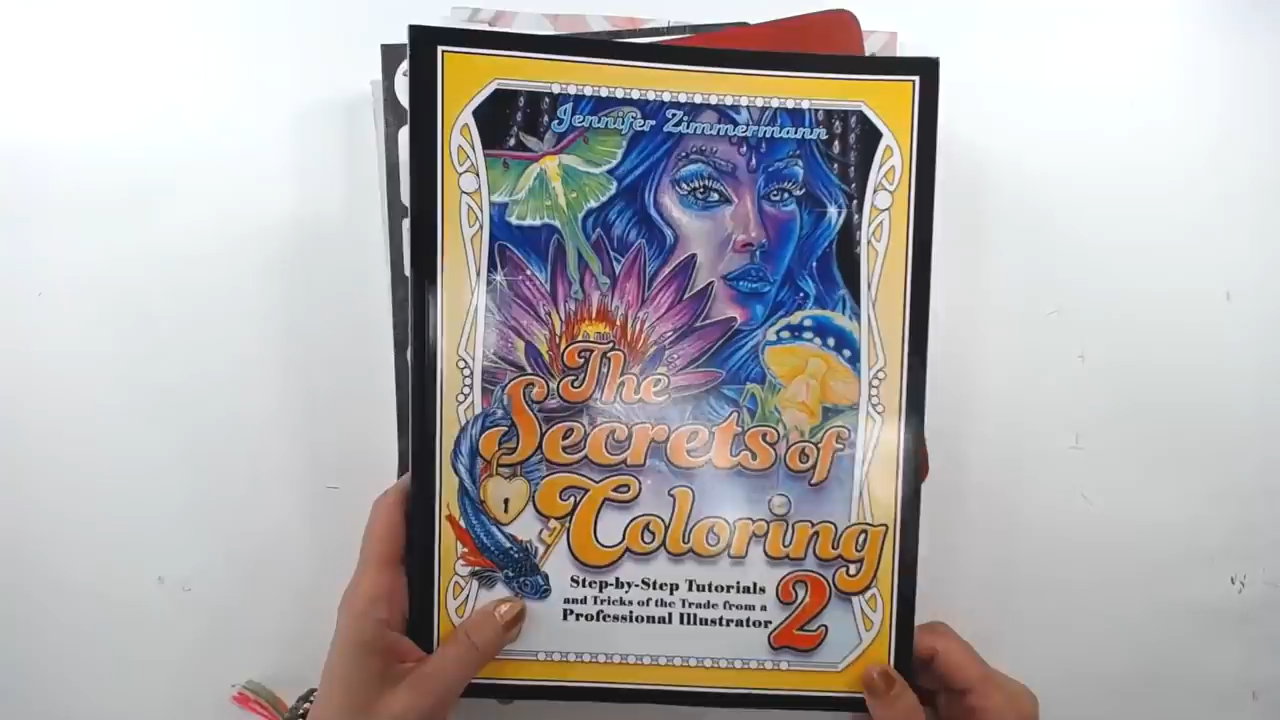 Jennifer Zimmermann
The
Secrets of
Coloring
2
Step-by-Step Tutorials
and Tricks of the Trade from a
Professional Illustrator